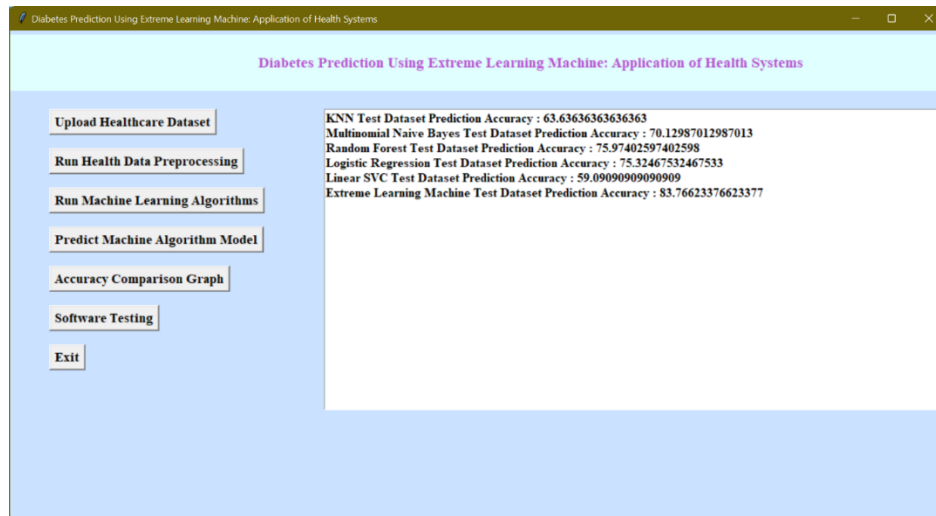 Diabetes Prediction Using Extreme Learning Machine: Application of Health Systems
Diabetes Prediction Using Extreme Learning Machine: Application of Health Systems
Upload Healthcare Dataset
Run Health Data Preprocessing
Run Machine Learning Algorithms
Predict Machine Algorithm Model
Accuracy Comparison Graph
Software Testing
Exit
KNN Test Dataset Prediction Accuracy : 63.63636363636363
Multinomial Naive Bayes Test Dataset Prediction Accuracy : 70.12987012987013
Random Forest Test Dataset Prediction Accuracy : 75.97402597402598
Logistic Regression Test Dataset Prediction Accuracy : 75.32467532467533
Linear SVC Test Dataset Prediction Accuracy : 59.09090909090909
Extreme Learning Machine Test Dataset Prediction Accuracy : 83.76623376623377